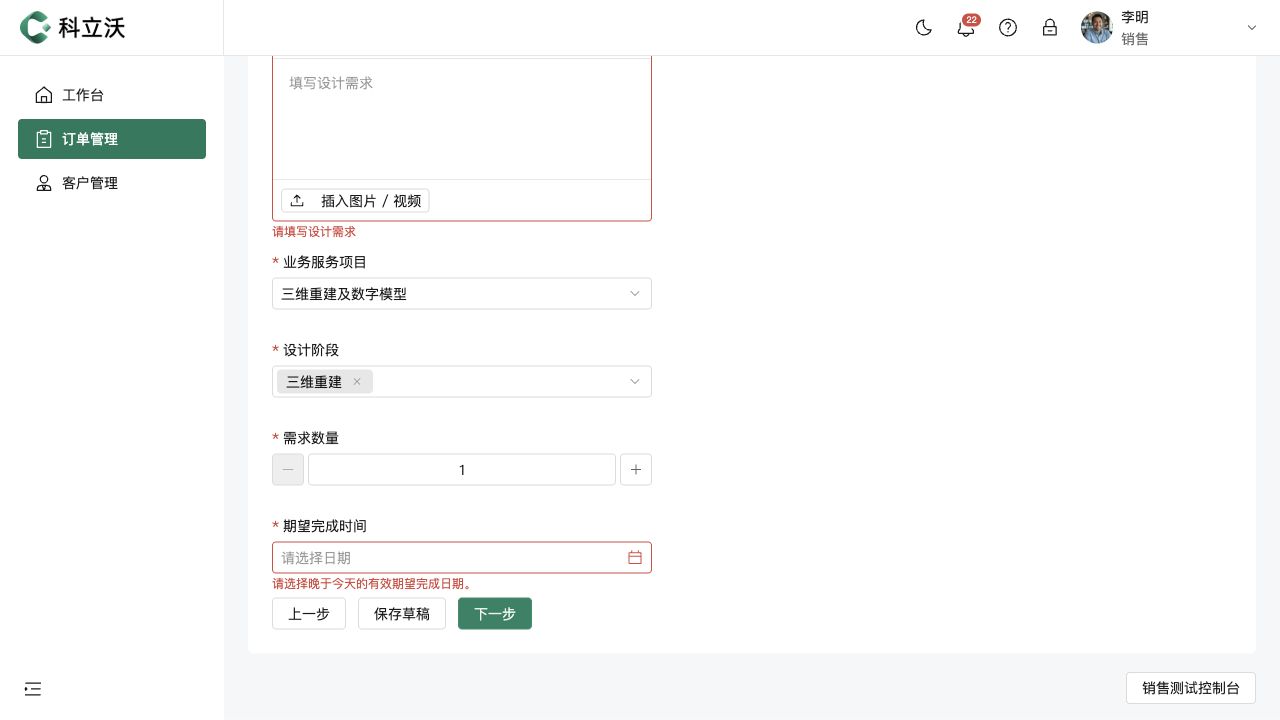 科立沃
22
李明
销售
工作台
订单管理
客户管理
填写设计需求
插入图片 / 视频
请填写设计需求
* 业务服务项目
三维重建及数字模型
* 设计阶段
三维重建
* 需求数量
1
* 期望完成时间
请选择日期
请选择晚于今天的有效期望完成日期。
上一步 保存草稿 下一步
销售测试控制台